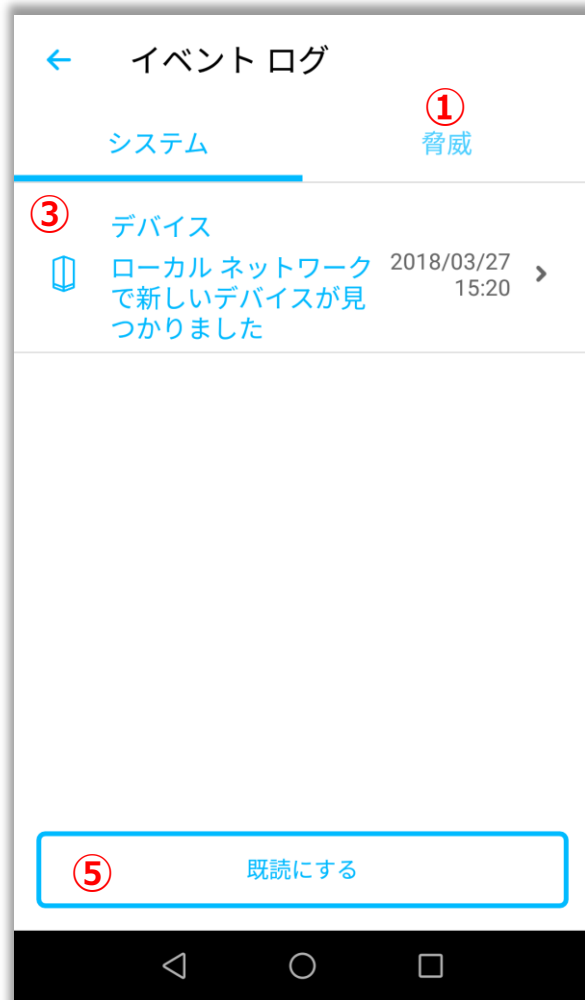 イベント ログ
①
システム
脅威
③
デバイス
ローカル ネットワーク
で新しいデバイスが見
つかりました
2018/03/27
15:20
⑤
既読にする